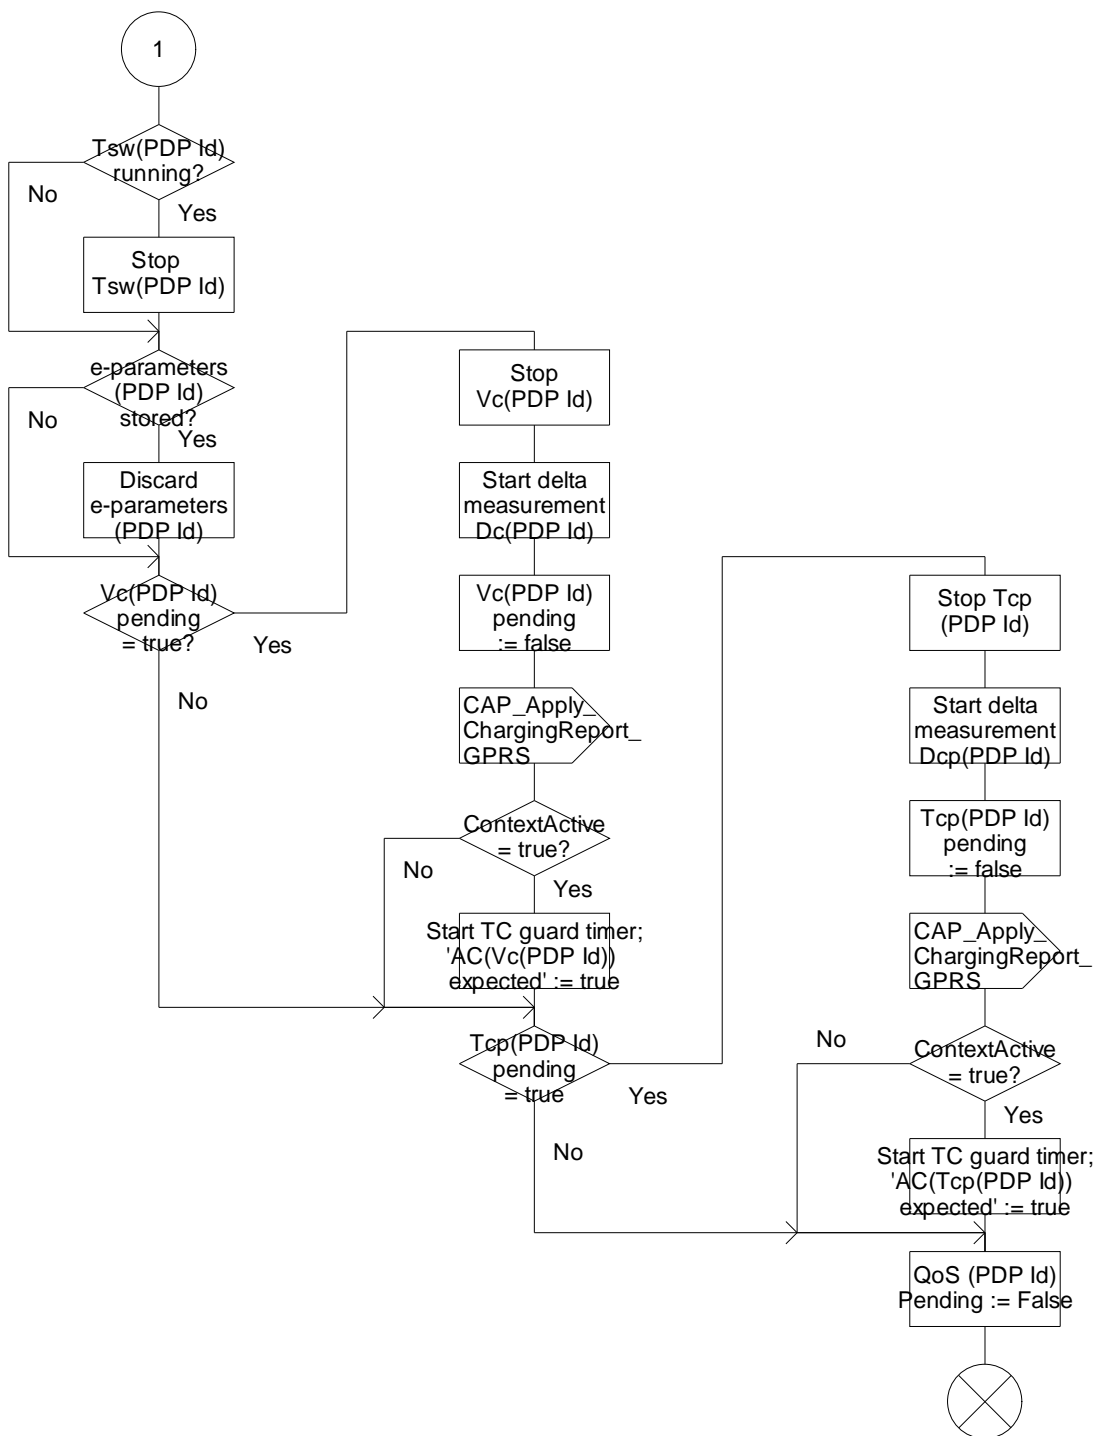 1
Tsw(PDP Id)
running?
No
Yes
Stop
Tsw(PDP Id)
e-parameters
(PDP Id)
stored?
No
Yes
Discard
e-parameters
(PDP Id)
Vc(PDP Id)
pending
= true?
Yes
No
Stop
Vc(PDP Id)
Start delta
measurement
Dc(PDP Id)
Vc(PDP Id)
pending
:= false
CAP_Apply_
ChargingReport_
GPRS
ContextActive
= true?
No
Yes
Start TC guard timer;
'AC(Vc(PDP Id))
expected' := true
Tcp(PDP Id)
pending
= true
Yes
No
Stop Tcp
(PDP Id)
Start delta
measurement
Dcp(PDP Id)
Tcp(PDP Id)
pending
:= false
CAP_Apply_
ChargingReport_
GPRS
ContextActive
= true?
No
Yes
Start TC guard timer;
'AC(Tcp(PDP Id))
expected' := true
QoS (PDP Id)
Pending := False